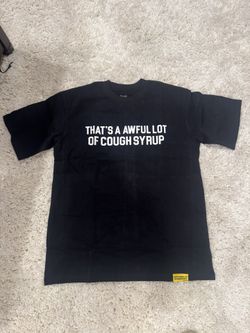 THAT'S A AWFUL LOT
OF COUGH SYRUP